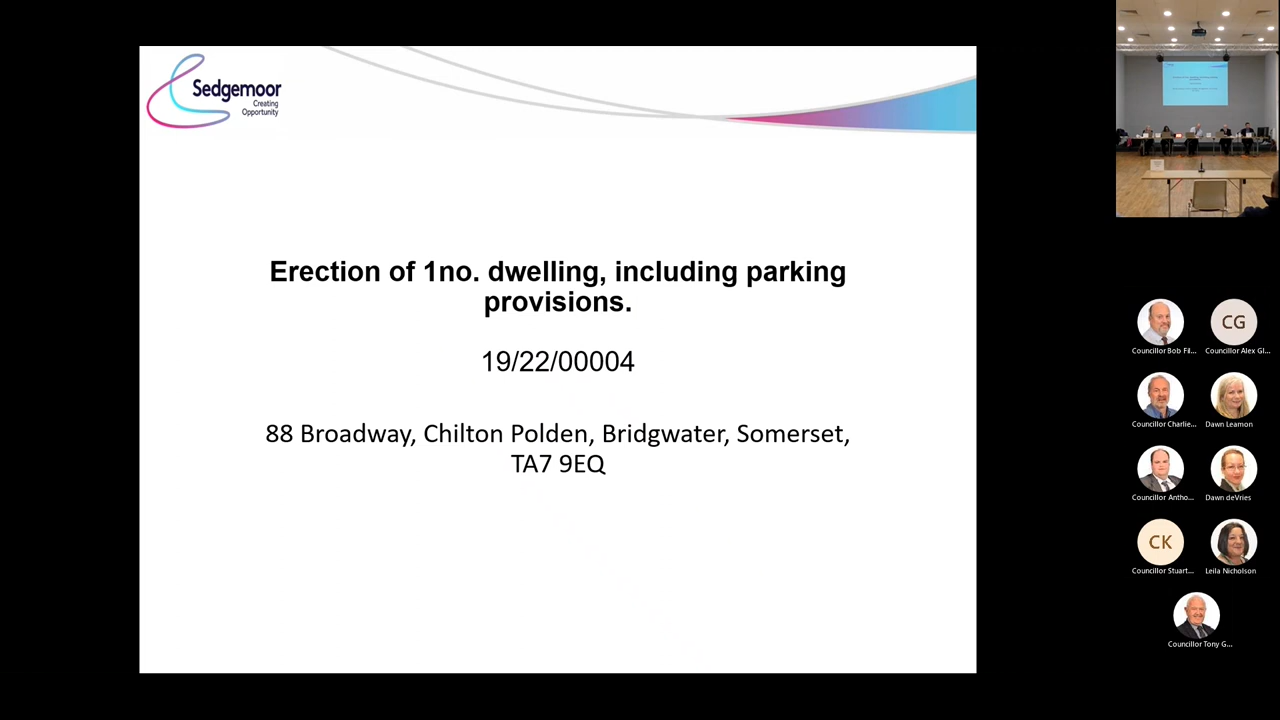 Sedgemoor
Creating
Opportunity
Erection of 1no. dwelling, including parking
provisions.
19/22/00004
88 Broadway, Chilton Polden, Bridgwater, Somerset,
TA7 9EQ
CG
Councillor Bob Fil...
Councillor Alex Gl...
Councillor Charlie...
Dawn Leamon
Councillor Antho...
Dawn deVries
CK
Councillor Stuart...
Leila Nicholson
Councillor Tony G...